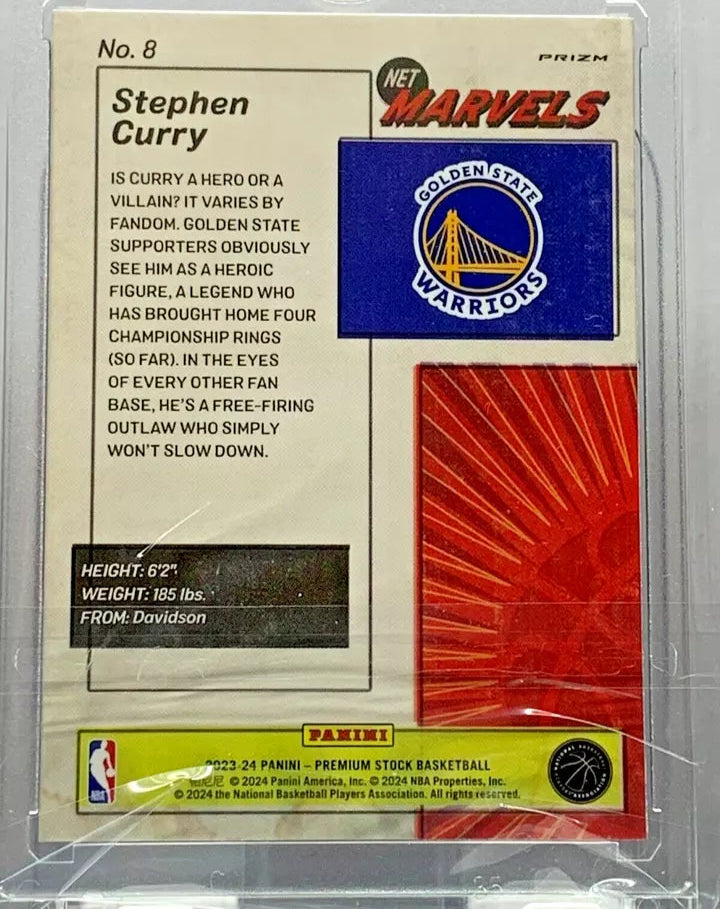 No. 8
PRIZM
NET
MARVELS
Stephen
Curry
IS CURRY A HERO OR A
VILLAIN? IT VARIES BY
FANDOM. GOLDEN STATE
SUPPORTERS OBVIOUSLY
SEE HIM AS A HEROIC
FIGURE, A LEGEND WHO
HAS BROUGHT HOME FOUR
CHAMPIONSHIP RINGS
(SO FAR). IN THE EYES
OF EVERY OTHER FAN
BASE, HE'S A FREE-FIRING
OUTLAW WHO SIMPLY
WON'T SLOW DOWN.
GOLDEN STATE
WARRIORS
HEIGHT: 6'2"
WEIGHT: 185 lbs.
FROM: Davidson
PANINI
2023-24 PANINI – PREMIUM STOCK BASKETBALL
帕尼尼 © 2024 Panini America, Inc. © 2024 NBA Properties, Inc.
© 2024 the National Basketball Players Association. All rights reserved.
NBA